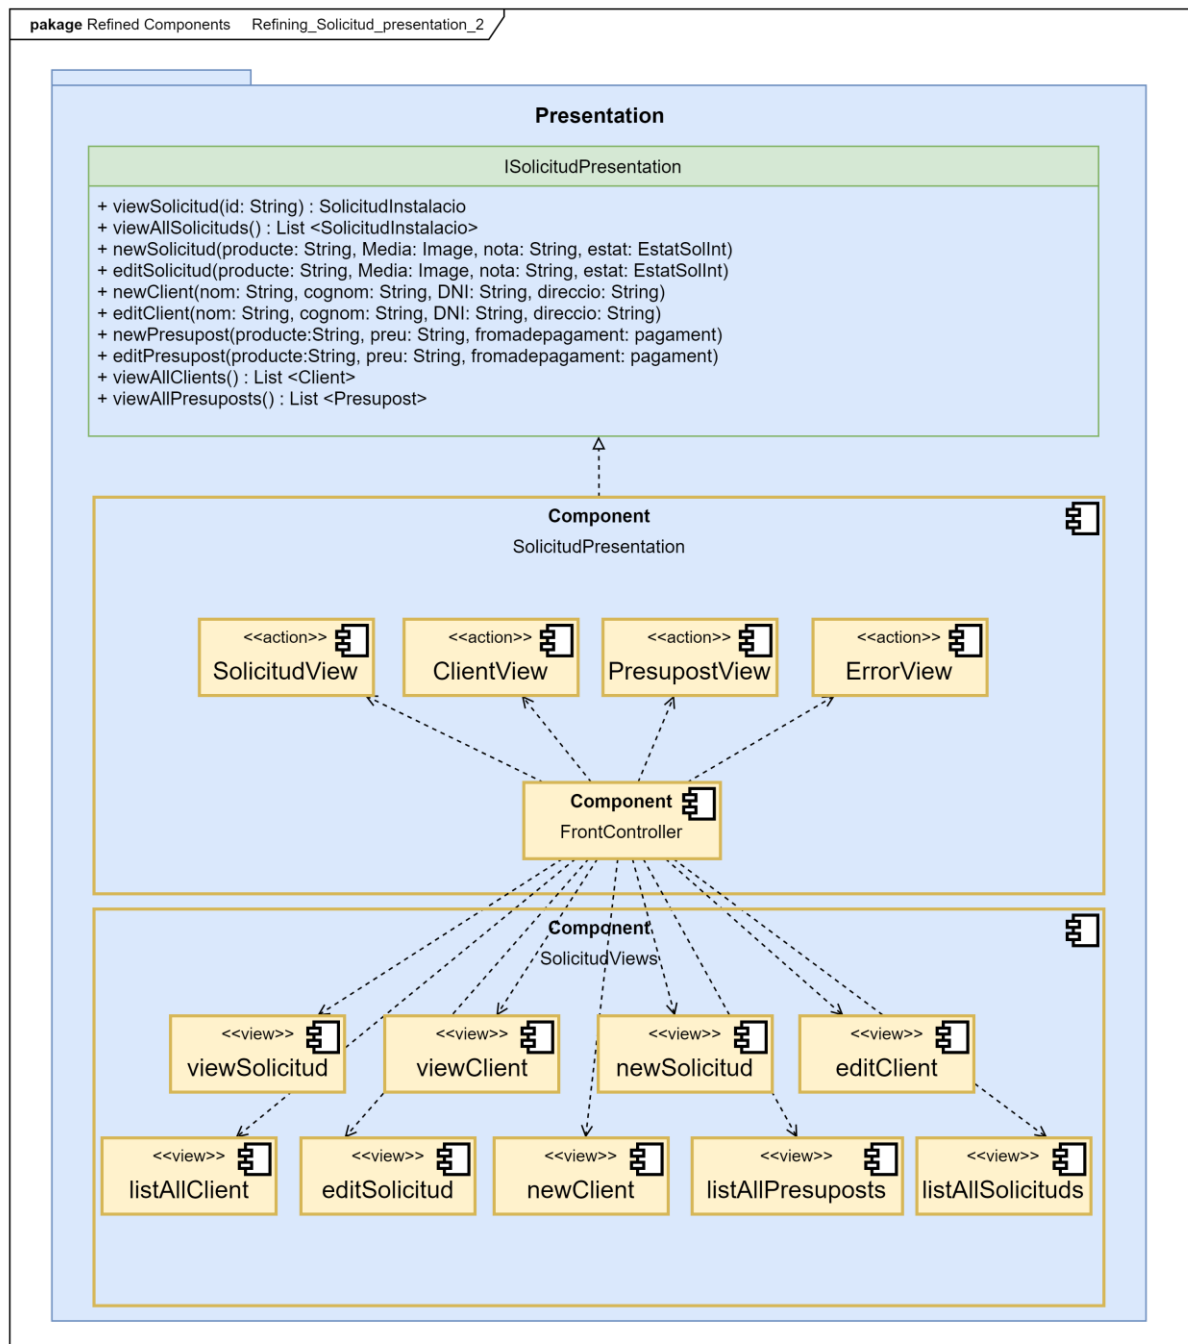 pakage Refined Components Refining_Solicitud_presentation_2
Presentation
ISolicitudPresentation
+ viewSolicitud(id: String) : SolicitudInstalacio
+ viewAllSolicituds() : List <SolicitudInstalacio>
+ newSolicitud(producte: String, Media: Image, nota: String, estat: EstatSolInt)
+ editSolicitud(producte: String, Media: Image, nota: String, estat: EstatSolInt)
+ newClient(nom: String, cognom: String, DNI: String, direccio: String)
+ editClient(nom: String, cognom: String, DNI: String, direccio: String)
+ newPresupost(producte:String, preu: String, fromadepagament: pagament)
+ editPresupost(producte:String, preu: String, fromadepagament: pagament)
+ viewAllClients() : List <Client>
+ viewAllPresuposts() : List <Presupost>
Component
SolicitudPresentation
<<action>>
SolicitudView
<<action>>
ClientView
<<action>>
PresupostView
<<action>>
ErrorView
Component
FrontController
Component
SolicitudViews
<<view>>
viewSolicitud
<<view>>
viewClient
<<view>>
newSolicitud
<<view>>
editClient
<<view>>
listAllClient
<<view>>
editSolicitud
<<view>>
newClient
<<view>>
listAllPresuposts
<<view>>
listAllSolicituds